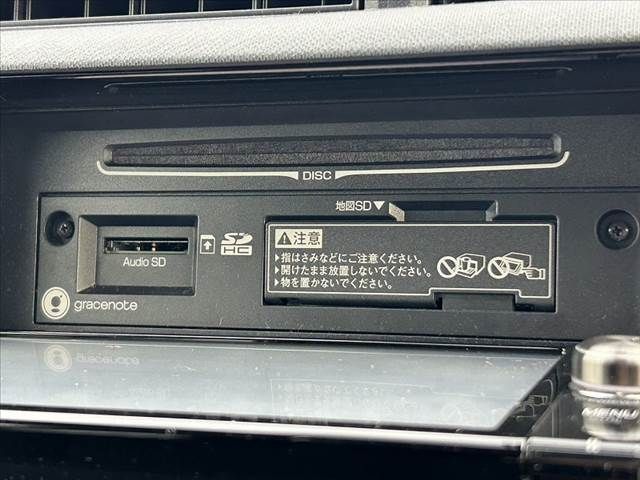 DISC
地図SD▼
Audio SD
SD
HC
⚠注意
▶指はさみなどにご注意ください。
▶開けたまま放置しないでください。
▶物を置かないでください。
gracenote
MENU